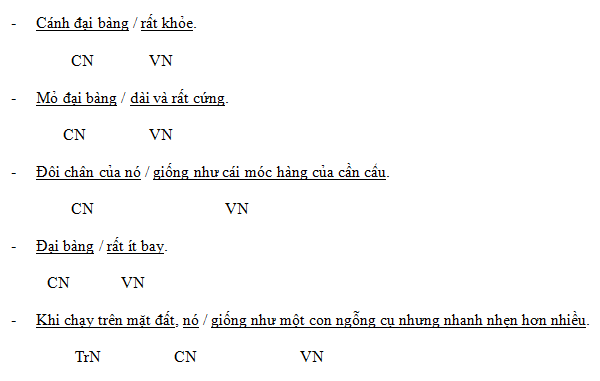 - Cánh đại bàng / rất khỏe.
CN VN
- Mỏ đại bàng / dài và rất cứng.
CN VN
- Đôi chân của nó / giống như cái móc hàng của cần cẩu.
CN VN
- Đại bàng / rất ít bay.
CN VN
- Khi chạy trên mặt đất, nó / giống như một con ngỗng cụ nhưng nhanh nhẹn hơn nhiều.
TrN CN VN